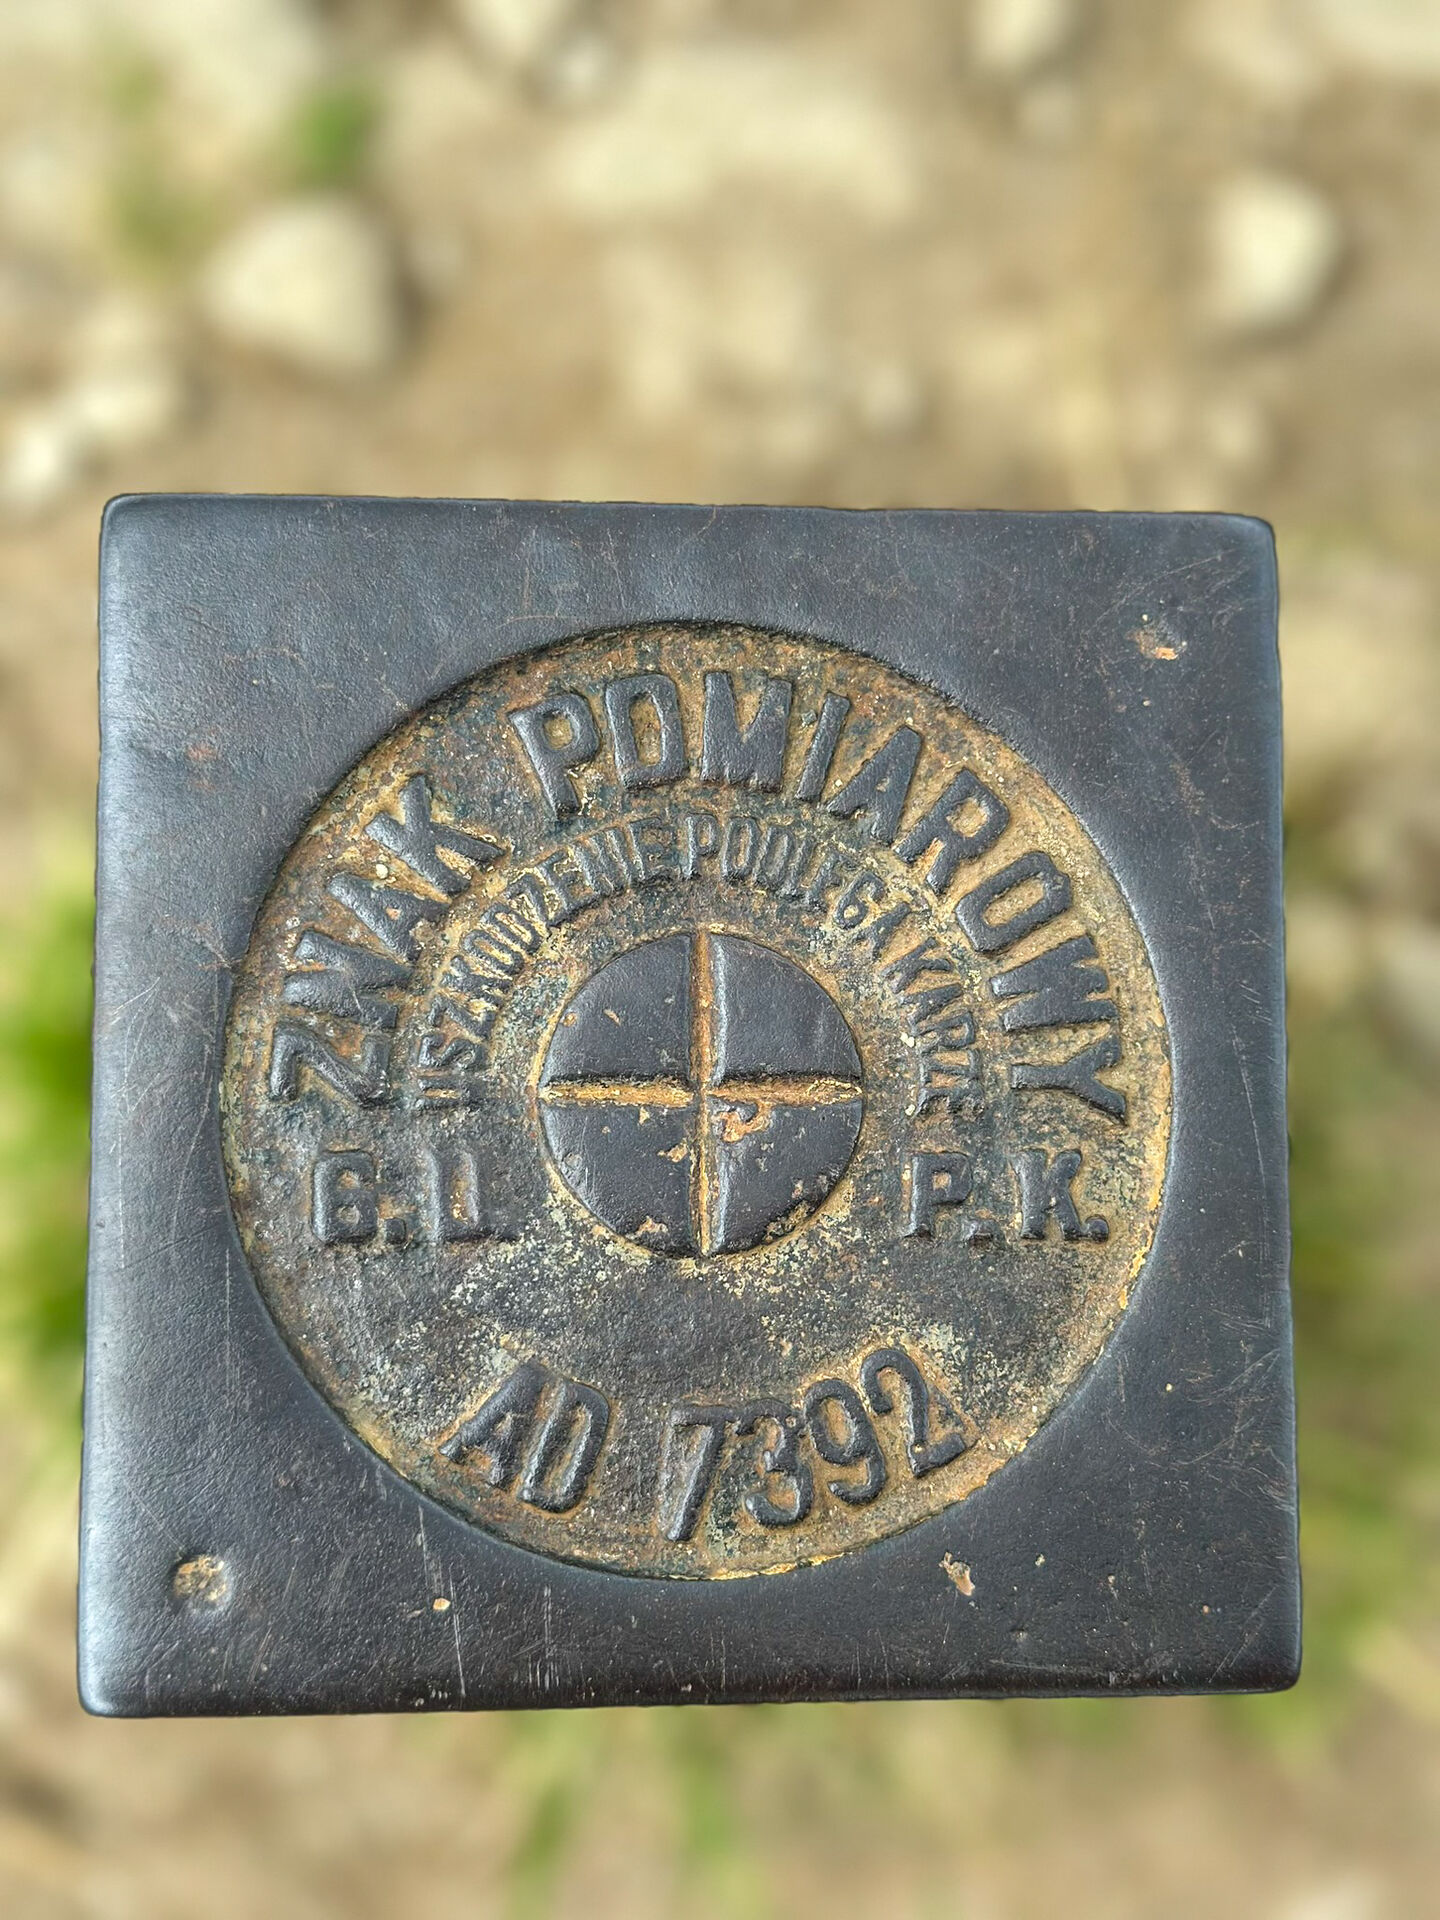 ZNAK POMIAROWY
USZKODZENIE PODLEGA KARZE
G.U. P.K.
AD 7392